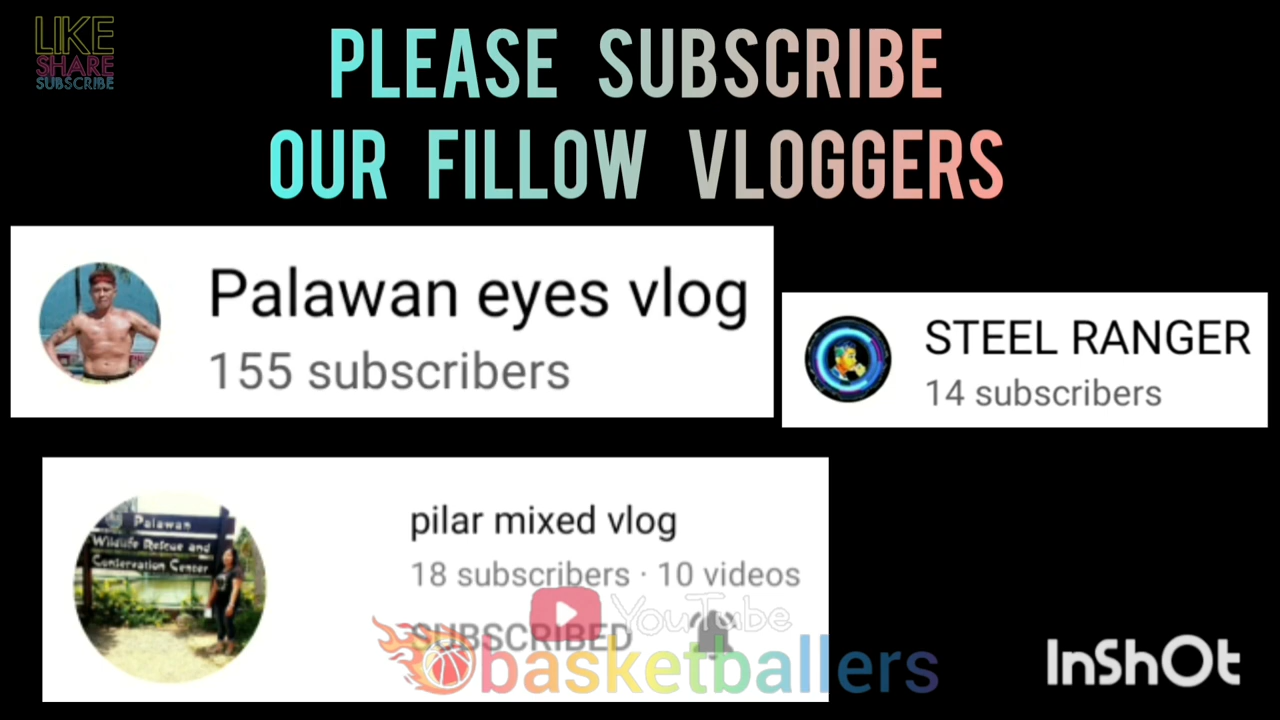 LIKE
SHARE
SUBSCRIBE
PLEASE SUBSCRIBE
OUR FILLOW VLOGGERS
Palawan eyes vlog
155 subscribers
STEEL RANGER
14 subscribers
Palawan
Wildlife Rescue and
Conservation Center
pilar mixed vlog
18 subscribers · 10 videos
SUBSCRIBED
YouTube
basketballers
InShOt